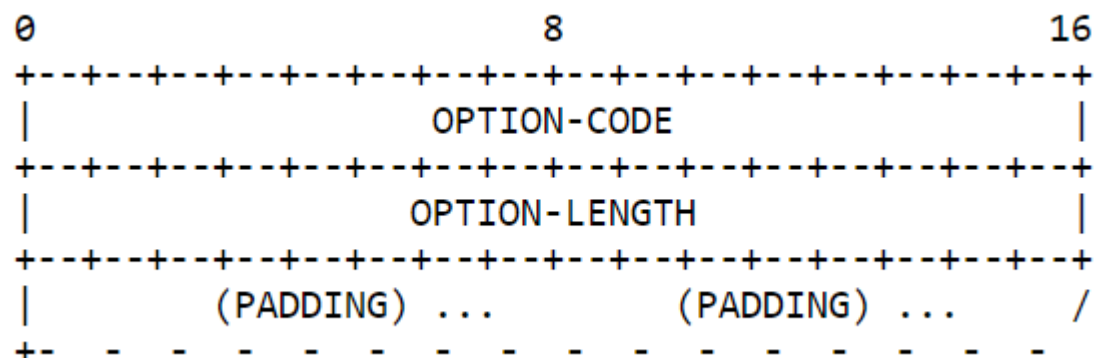 0                       8                      16
+--+--+--+--+--+--+--+--+--+--+--+--+--+--+--+--+
|                  OPTION-CODE                  |
+--+--+--+--+--+--+--+--+--+--+--+--+--+--+--+--+
|                 OPTION-LENGTH                 |
+--+--+--+--+--+--+--+--+--+--+--+--+--+--+--+--+
|        (PADDING) ...        (PADDING) ...     /
+-  -  -  -  -  -  -  -  -  -  -  -  -  -  -  -